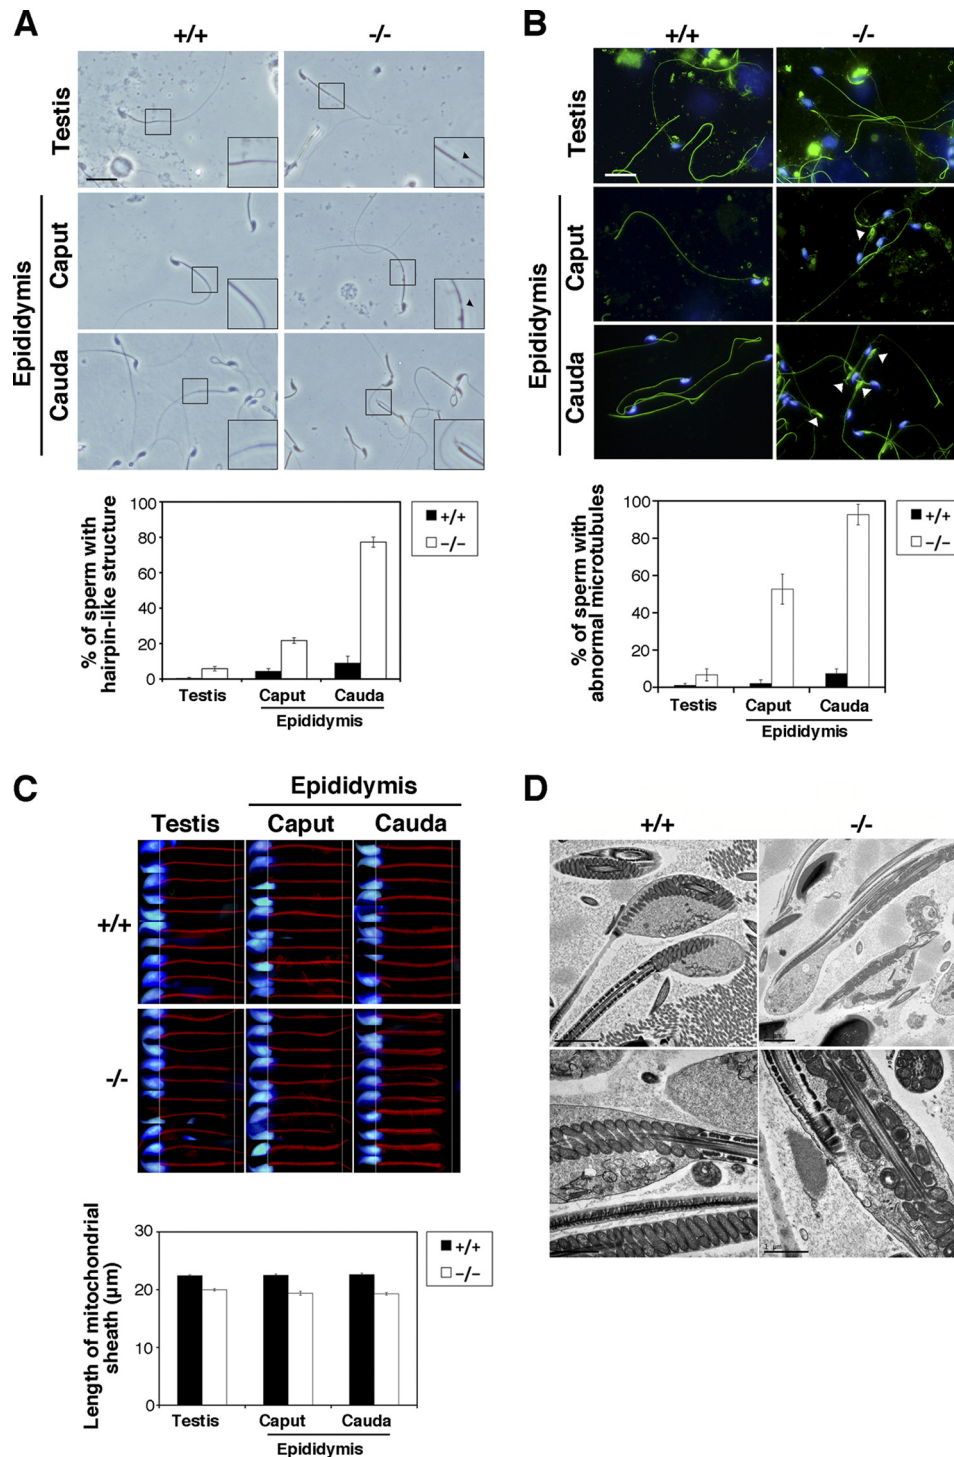 A
+/+
-/-
Testis
Epididymis
Caput
Cauda
% of sperm with
hairpin-like structure
100
80
60
40
20
0
+/+
−/−
Testis
Caput
Cauda
Epididymis
B
+/+
-/-
Testis
Epididymis
Caput
Cauda
% of sperm with
abnormal microtubules
100
80
60
40
20
0
+/+
−/−
Testis
Caput
Cauda
Epididymis
C
Epididymis
Testis
Caput
Cauda
+/+
-/-
Length of mitochondrial
sheath (μm)
30
20
10
0
+/+
−/−
Testis
Caput
Cauda
Epididymis
D
+/+
-/-